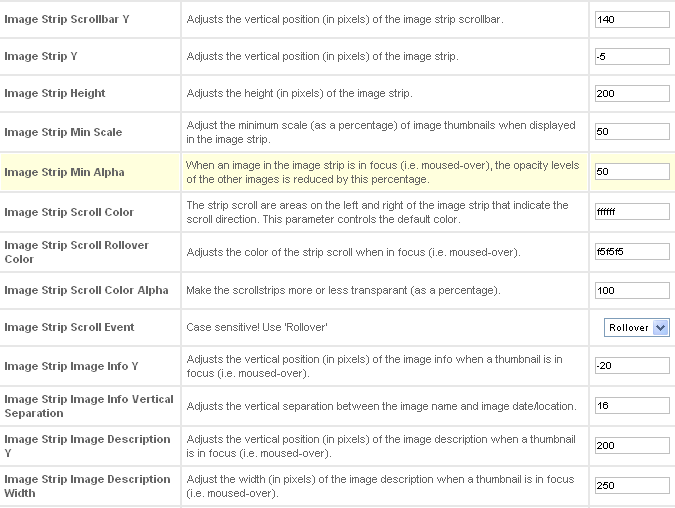 Image Strip Scrollbar Y
Adjusts the vertical position (in pixels) of the image strip scrollbar.
140
Image Strip Y
Adjusts the vertical position (in pixels) of the image strip.
-5
Image Strip Height
Adjusts the height (in pixels) of the image strip.
200
Image Strip Min Scale
Adjust the minimum scale (as a percentage) of image thumbnails when displayed
in the image strip.
50
Image Strip Min Alpha
When an image in the image strip is in focus (i.e. moused-over), the opacity levels
of the other images is reduced by this percentage.
50
Image Strip Scroll Color
The strip scroll are areas on the left and right of the image strip that indicate the
scroll direction. This parameter controls the default color.
ffffff
Image Strip Scroll Rollover
Color
Adjusts the color of the strip scroll when in focus (i.e. moused-over).
f5f5f5
Image Strip Scroll Color Alpha
Make the scrollstrips more or less transparant (as a percentage).
100
Image Strip Scroll Event
Case sensitive! Use 'Rollover'
Rollover
Image Strip Image Info Y
Adjusts the vertical position (in pixels) of the image info when a thumbnail is in
focus (i.e. moused-over).
-20
Image Strip Image Info Vertical
Separation
Adjusts the vertical separation between the image name and image date/location.
16
Image Strip Image Description
Y
Adjusts the vertical position (in pixels) of the image description when a thumbnail
is in focus (i.e. moused-over).
200
Image Strip Image Description
Width
Adjust the width (in pixels) of the image description when a thumbnail is in focus
(i.e. moused-over).
250